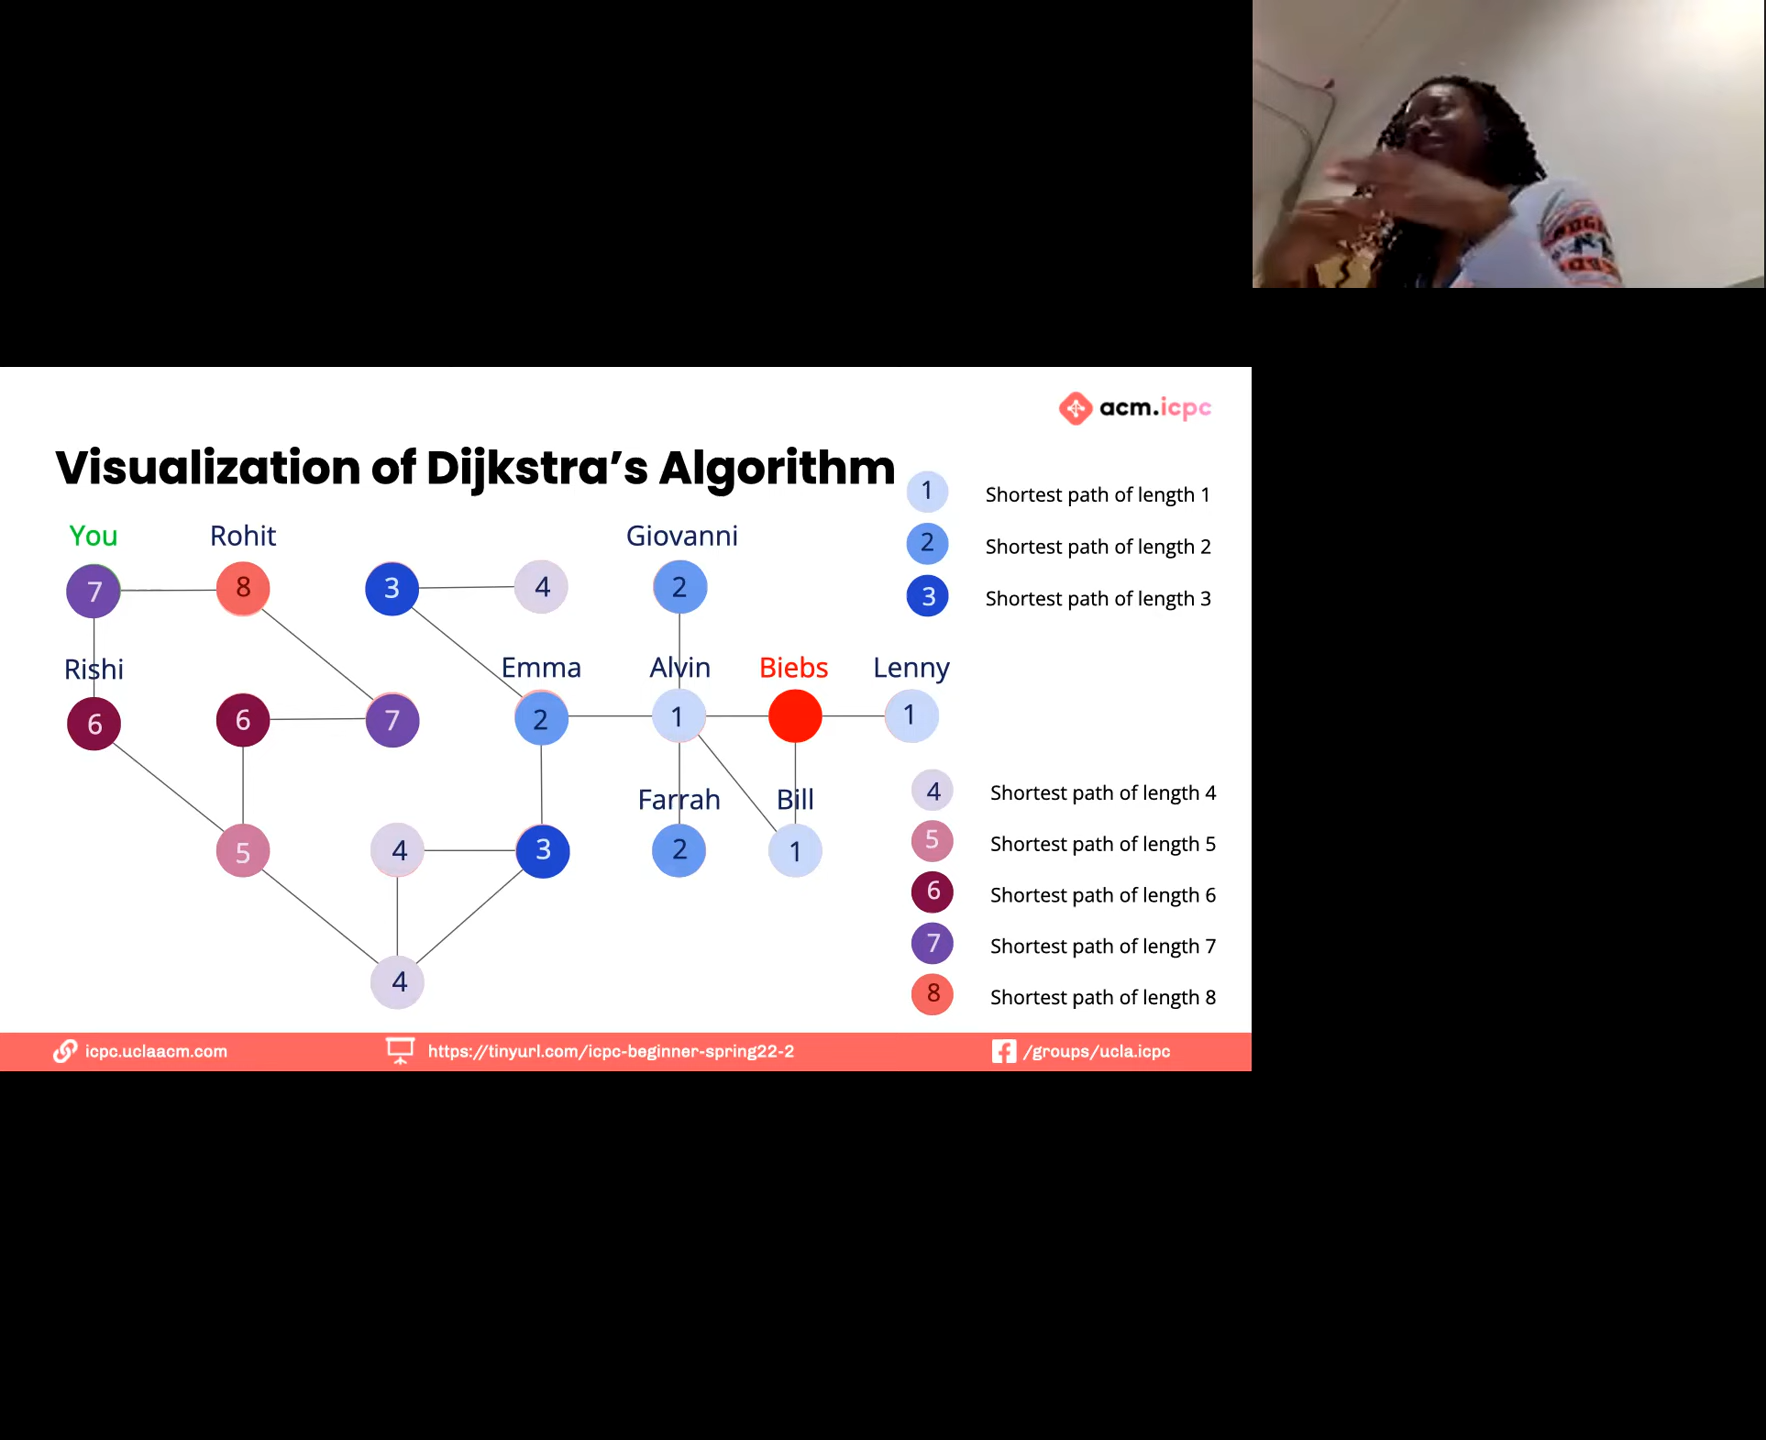 acm.icpc
Visualization of Dijkstra's Algorithm
1 Shortest path of length 1
2 Shortest path of length 2
3 Shortest path of length 3
You Rohit Giovanni
7 8 3 4 2
Rishi Emma Alvin Biebs Lenny
6 6 7 2 1 1
Farrah Bill
5 4 3 2 1
4
4 Shortest path of length 4
5 Shortest path of length 5
6 Shortest path of length 6
7 Shortest path of length 7
8 Shortest path of length 8
icpc.uclaacm.com https://tinyurl.com/icpc-beginner-spring22-2 /groups/ucla.icpc